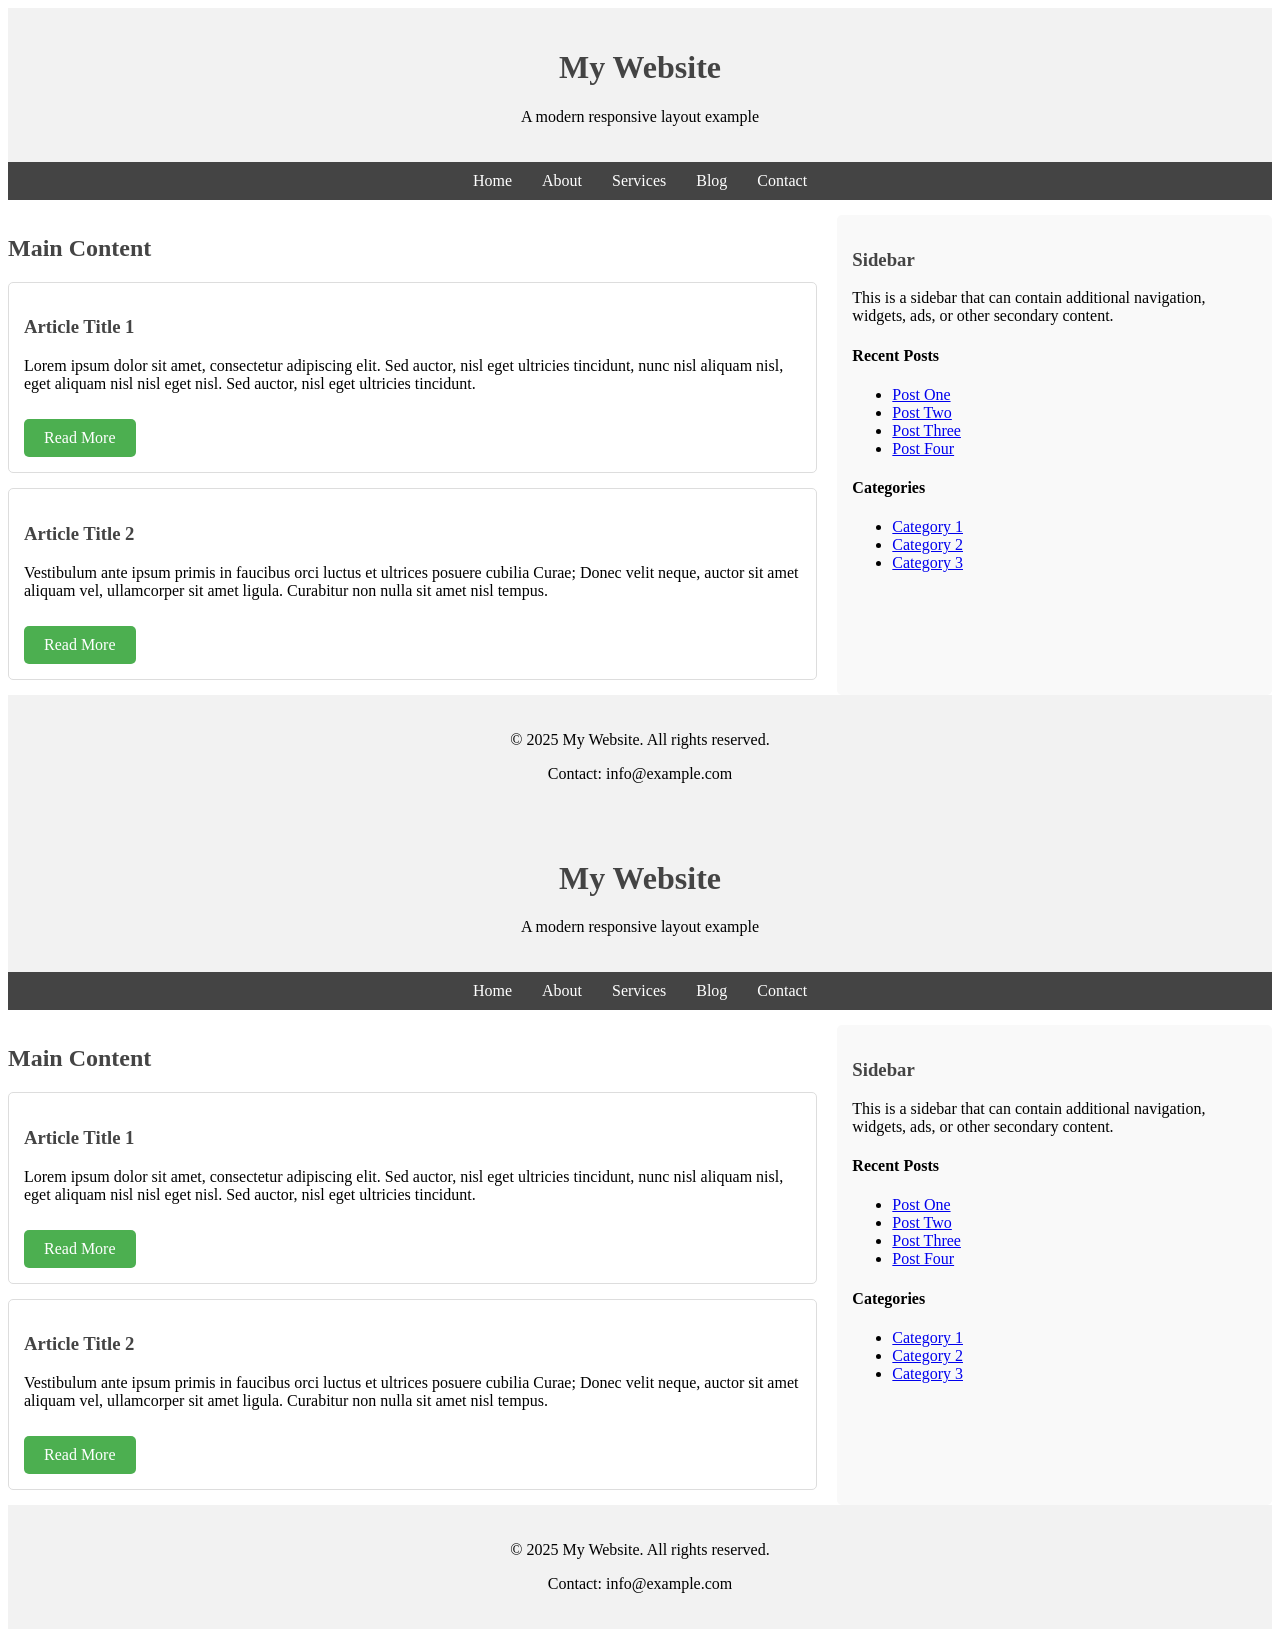 My Website
A modern responsive layout example
Home About Services Blog Contact
Main Content
Article Title 1
Lorem ipsum dolor sit amet, consectetur adipiscing elit. Sed auctor, nisl eget ultricies tincidunt, nunc nisl aliquam nisl,
eget aliquam nisl nisl eget nisl. Sed auctor, nisl eget ultricies tincidunt.
Read More
Article Title 2
Vestibulum ante ipsum primis in faucibus orci luctus et ultrices posuere cubilia Curae; Donec velit neque, auctor sit amet
aliquam vel, ullamcorper sit amet ligula. Curabitur non nulla sit amet nisl tempus.
Read More
Sidebar
This is a sidebar that can contain additional navigation,
widgets, ads, or other secondary content.
Recent Posts
Post One
Post Two
Post Three
Post Four
Categories
Category 1
Category 2
Category 3
© 2025 My Website. All rights reserved.
Contact: info@example.com
My Website
A modern responsive layout example
Home About Services Blog Contact
Main Content
Article Title 1
Lorem ipsum dolor sit amet, consectetur adipiscing elit. Sed auctor, nisl eget ultricies tincidunt, nunc nisl aliquam nisl,
eget aliquam nisl nisl eget nisl. Sed auctor, nisl eget ultricies tincidunt.
Read More
Article Title 2
Vestibulum ante ipsum primis in faucibus orci luctus et ultrices posuere cubilia Curae; Donec velit neque, auctor sit amet
aliquam vel, ullamcorper sit amet ligula. Curabitur non nulla sit amet nisl tempus.
Read More
Sidebar
This is a sidebar that can contain additional navigation,
widgets, ads, or other secondary content.
Recent Posts
Post One
Post Two
Post Three
Post Four
Categories
Category 1
Category 2
Category 3
© 2025 My Website. All rights reserved.
Contact: info@example.com